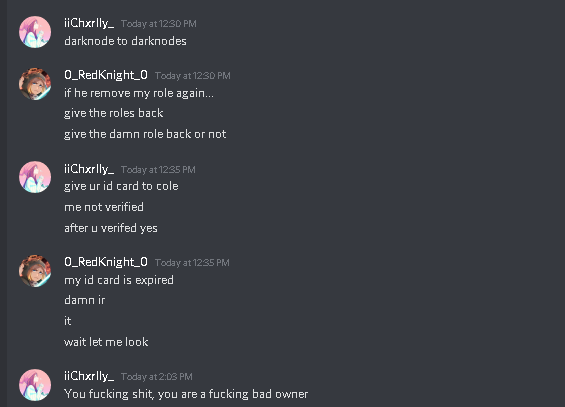 iiChxrlly_ Today at 12:30 PM
darknode to darknodes
0_RedKnight_0 Today at 12:30 PM
if he remove my role again...
give the roles back
give the damn role back or not
iiChxrlly_ Today at 12:35 PM
give ur id card to cole
me not verified
after u verifed yes
0_RedKnight_0 Today at 12:35 PM
my id card is expired
damn ir
it
wait let me look
iiChxrlly_ Today at 2:03 PM
You fucking shit, you are a fucking bad owner